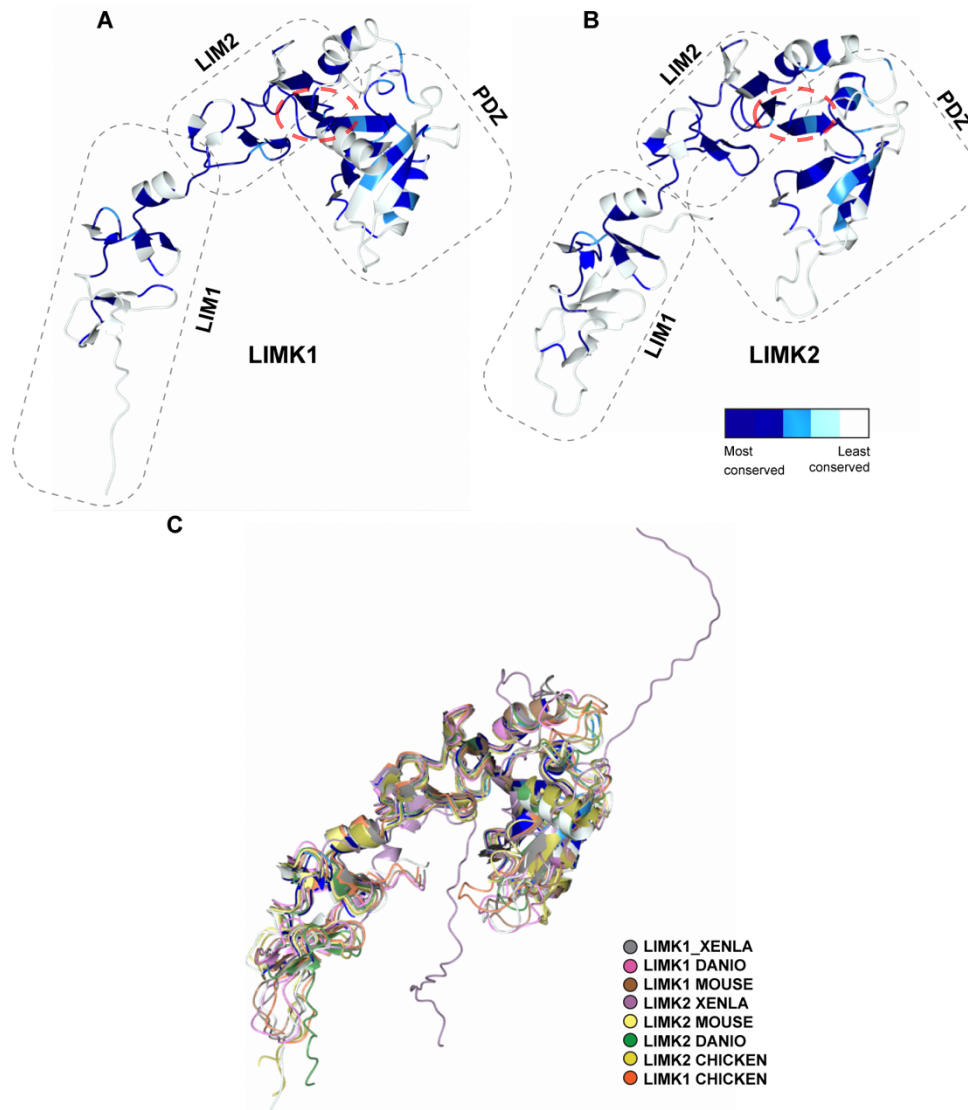 A
LIM2
PDZ
LIM1
LIMK1
B
LIM2
PDZ
LIM1
LIMK2
Most conserved
Least conserved
C
LIMK1_XENLA
LIMK1 DANIO
LIMK1 MOUSE
LIMK2 XENLA
LIMK2 MOUSE
LIMK2 DANIO
LIMK2 CHICKEN
LIMK1 CHICKEN